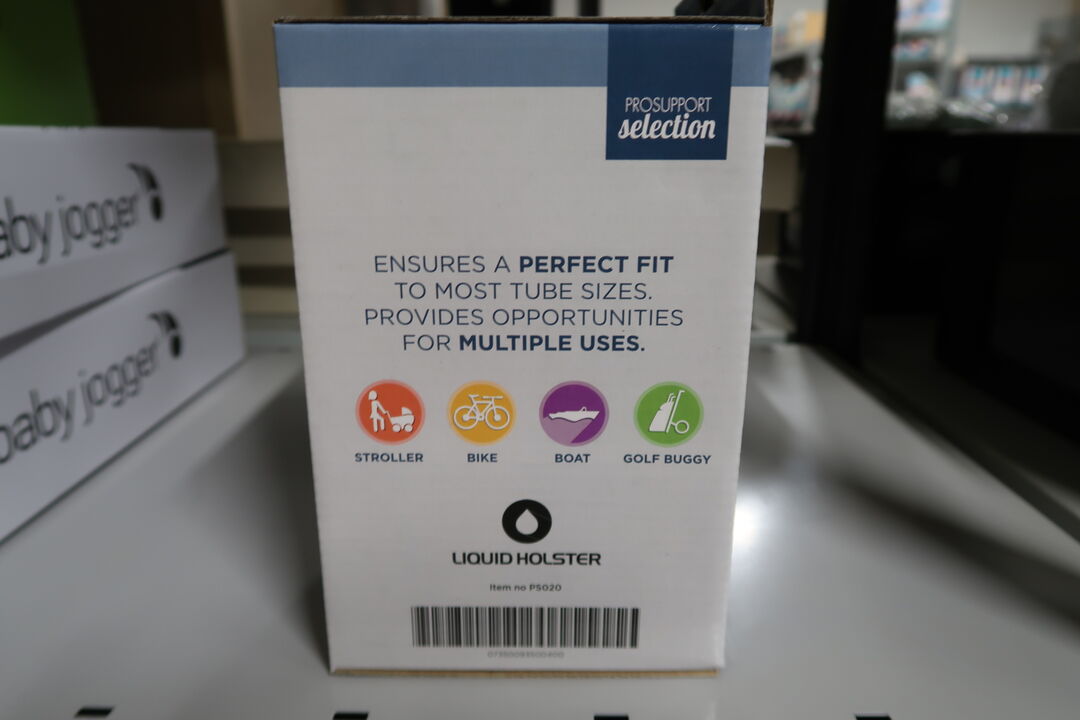 PROSUPPORT
selection
baby jogger
baby jogger
ENSURES A PERFECT FIT
TO MOST TUBE SIZES.
PROVIDES OPPORTUNITIES
FOR MULTIPLE USES.
STROLLER BIKE BOAT GOLF BUGGY
LIQUID HOLSTER
Item no PS020